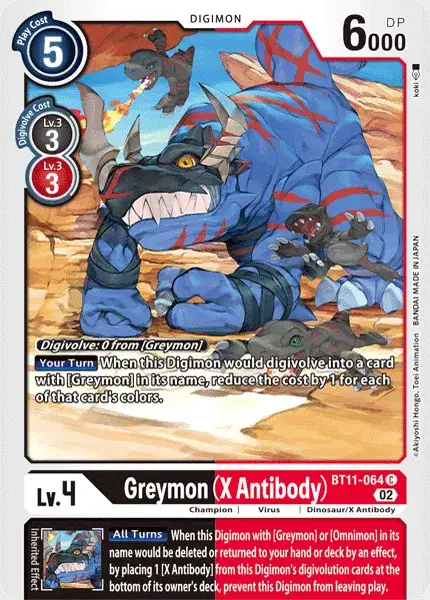 DIGIMON
Play Cost
5
DP
6000
koki
Digivolve Cost
Lv.3
3
Lv.3
3
Digivolve: 0 from [Greymon]
Your Turn When this Digimon would digivolve into a card
with [Greymon] in its name, reduce the cost by 1 for each
of that card's colors.
©Akiyoshi Hongo, Toei Animation BANDAI MADE IN JAPAN
Lv.4
Greymon (X Antibody)
BT11-064 C
02
Champion | Virus | Dinosaur/X Antibody
Inherited Effect
All Turns When this Digimon with [Greymon] or [Omnimon] in its
name would be deleted or returned to your hand or deck by an effect,
by placing 1 [X Antibody] from this Digimon's digivolution cards at the
bottom of its owner's deck, prevent this Digimon from leaving play.